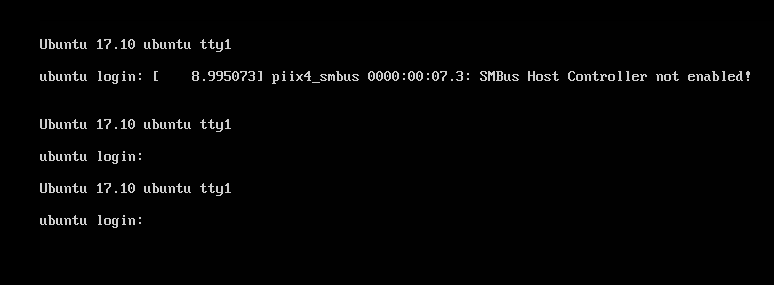 Ubuntu 17.10 ubuntu tty1
ubuntu login: [    8.995073] piix4_smbus 0000:00:07.3: SMBus Host Controller not enabled!
Ubuntu 17.10 ubuntu tty1
ubuntu login:
Ubuntu 17.10 ubuntu tty1
ubuntu login: